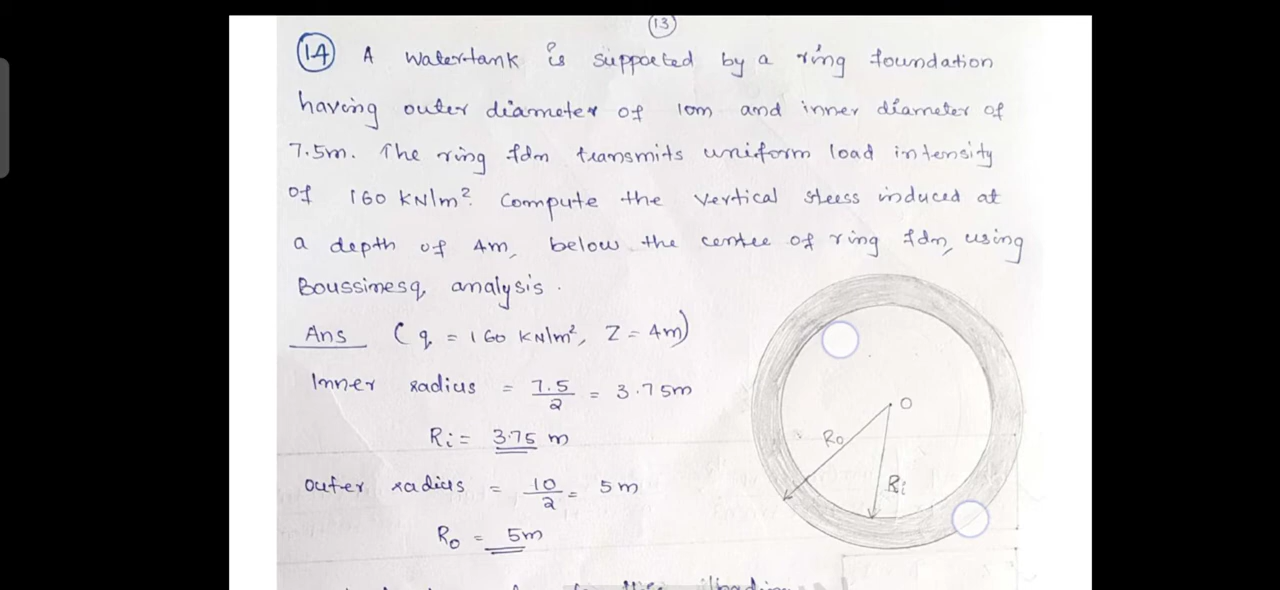 13
14 A Watertank is supported by a ring foundation
having outer diameter of 10m and inner diameter of
7.5m. The ring fdn transmits uniform load intensity
of 160 KN/m². Compute the vertical stress induced at
a depth of 4m, below the centre of ring fdn, using
Boussinesq analysis.
Ans (q = 160 KN/m², Z = 4m)
Inner radius = 7.5/2 = 3.75m
Ri = 3.75 m
outer radius = 10/2 = 5m
Ro = 5m
O
Ro
Ri